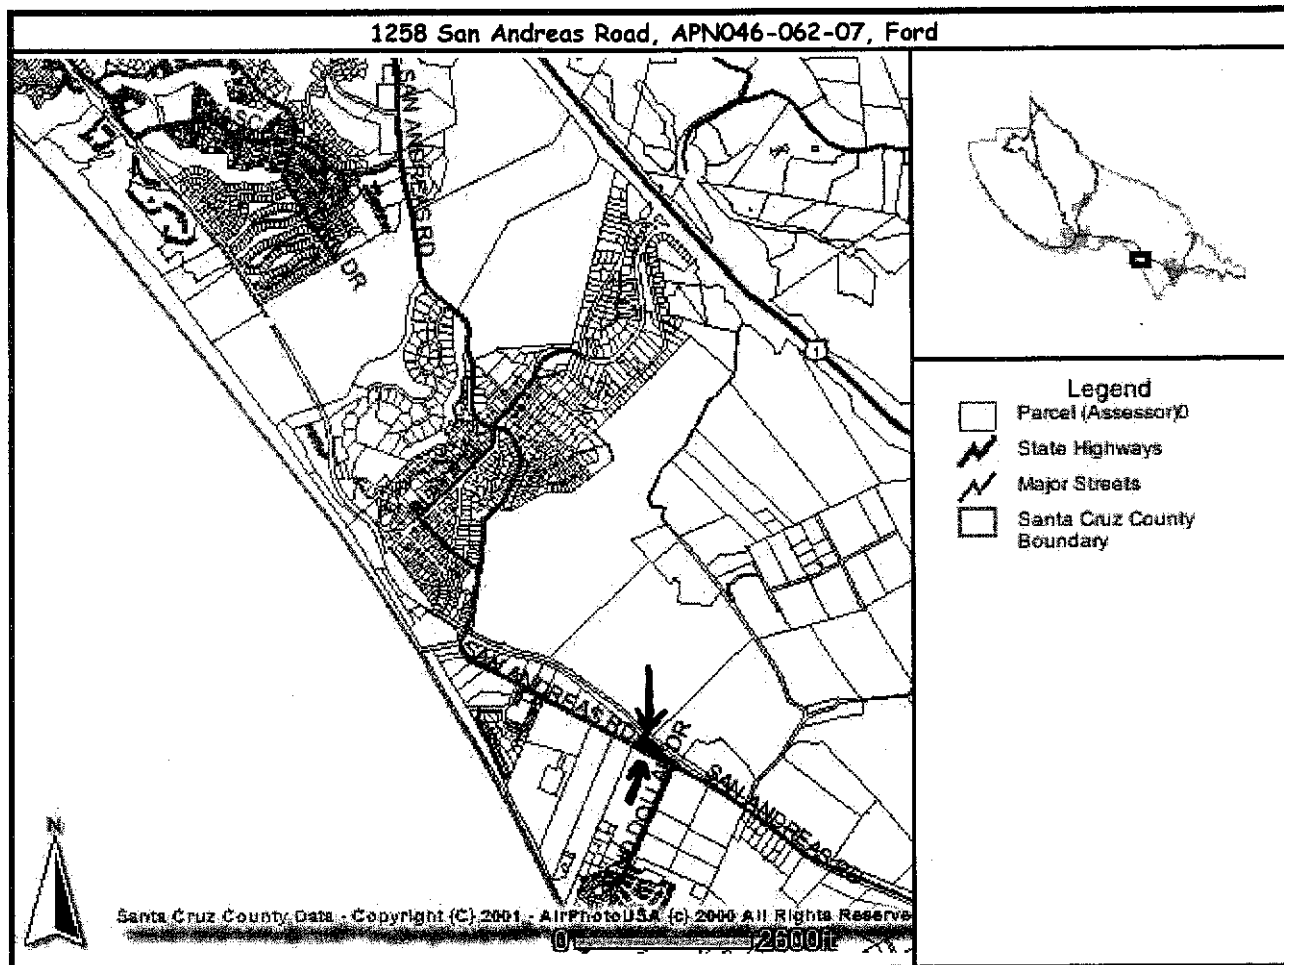 1258 San Andreas Road, APN046-062-07, Ford
SAN ANDREAS RD
DR
1
SAN ANDREAS RD
DR
SAN ANDREAS RD
N
Santa Cruz County Data - Copyright (C) 2001 - AirPhotoUSA (c) 2000 All Rights Reserve
0 2600ft
Legend
Parcel (Assessor)0
State Highways
Major Streets
Santa Cruz County
Boundary